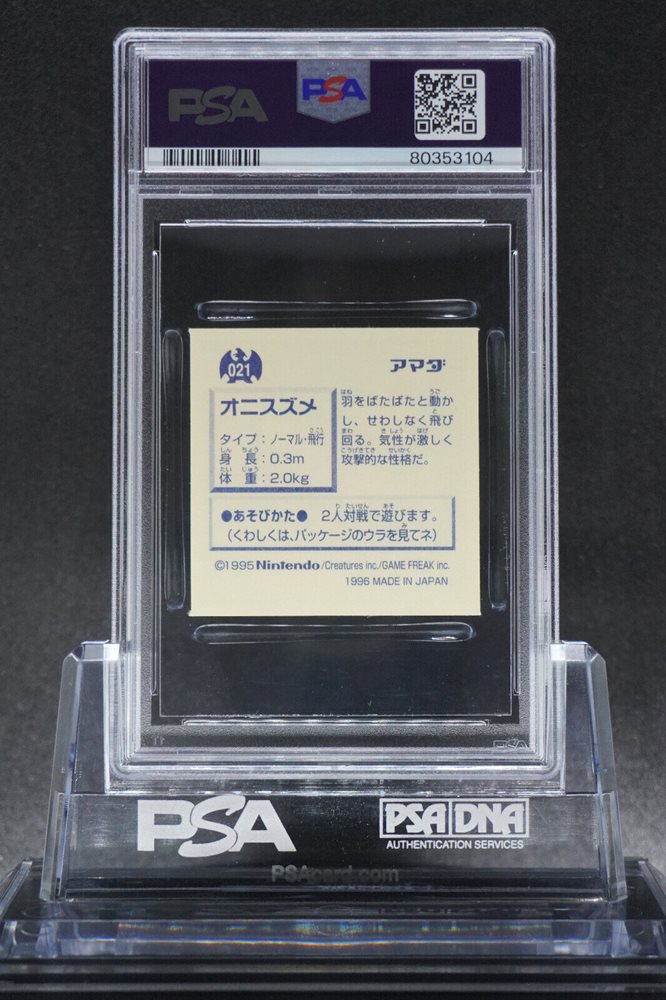 PSA
PSA
80353104
021
アマダ
オニスズメ
タイプ：ノーマル・飛行
身長：0.3m
体重：2.0kg
羽をばたばたと動か
し、せわしなく飛び
回る。気性が激しく
攻撃的な性格だ。
●あそびかた● 2人対戦で遊びます。
(くわしくは、パッケージのウラを見てネ)
©1995 Nintendo/Creatures inc./GAME FREAK inc.
1996 MADE IN JAPAN
PSA
PSA
PSA|DNA
AUTHENTICATION SERVICES
PSAcard.com